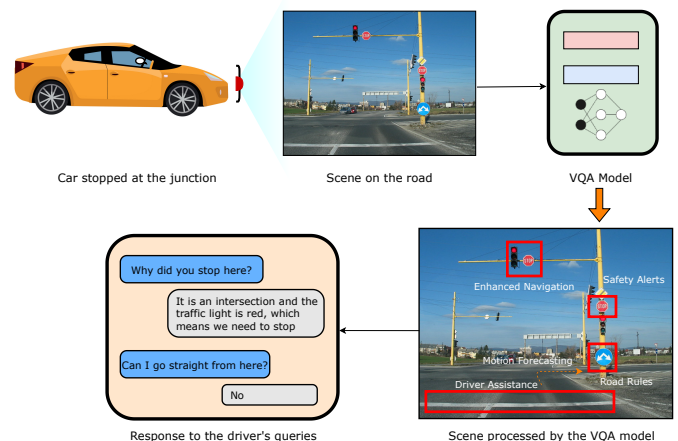 Car stopped at the junction
Scene on the road
VQA Model
STOP
Enhanced Navigation
Safety Alerts
STOP
Motion Forecasting
Driver Assistance
Road Rules
Why did you stop here?
It is an intersection and the
traffic light is red, which
means we need to stop
Can I go straight from here?
No
Response to the driver's queries
Scene processed by the VQA model